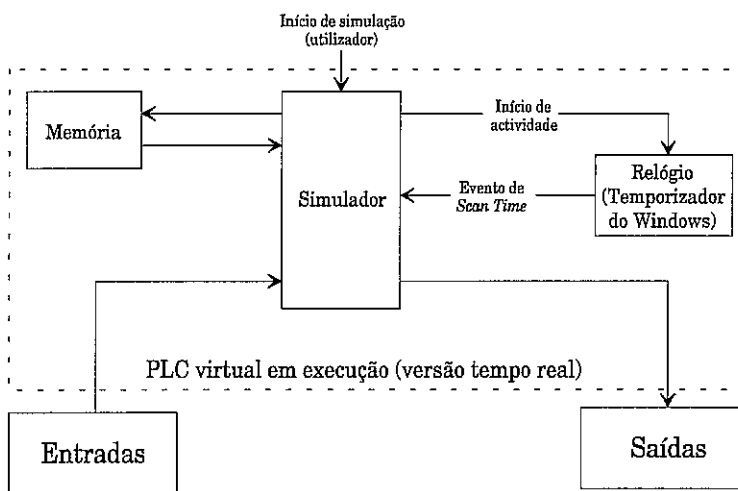 Início de simulação
(utilizador)
Memória
Início de
actividade
Simulador
Evento de
Scan Time
Relógio
(Temporizador
do Windows)
PLC virtual em execução (versão tempo real)
Entradas
Saídas